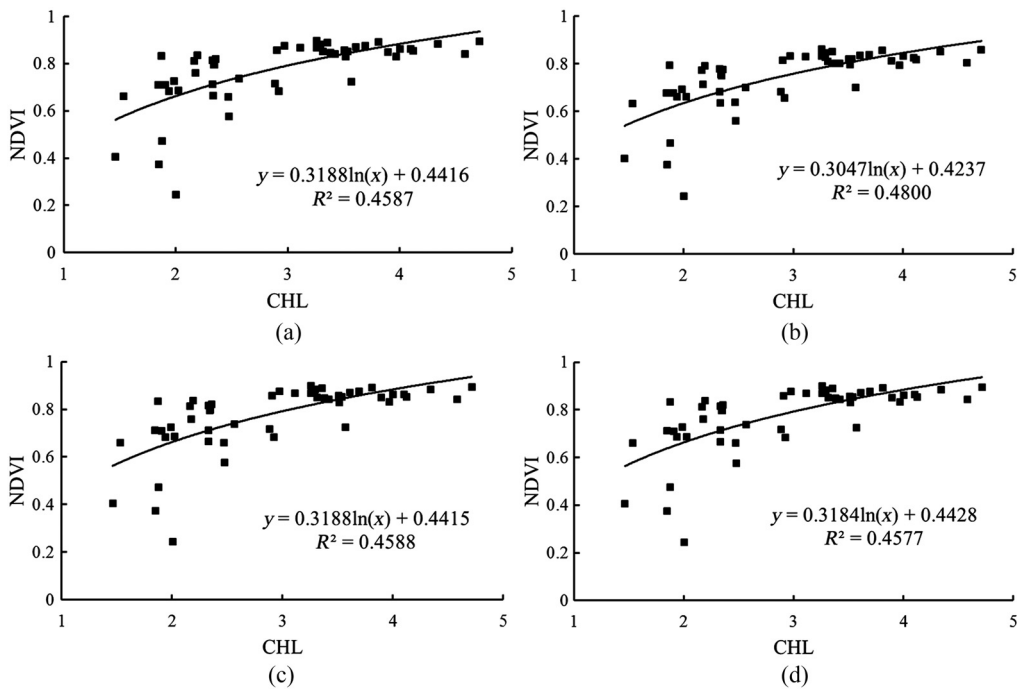 1
0.8
0.6
0.4
0.2
0
NDVI
y = 0.3188ln(x) + 0.4416
R² = 0.4587
1 2 3 4 5
CHL
(a)
1
0.8
0.6
0.4
0.2
0
NDVI
y = 0.3047ln(x) + 0.4237
R² = 0.4800
1 2 3 4 5
CHL
(b)
1
0.8
0.6
0.4
0.2
0
NDVI
y = 0.3188ln(x) + 0.4415
R² = 0.4588
1 2 3 4 5
CHL
(c)
1
0.8
0.6
0.4
0.2
0
NDVI
y = 0.3184ln(x) + 0.4428
R² = 0.4577
1 2 3 4 5
CHL
(d)